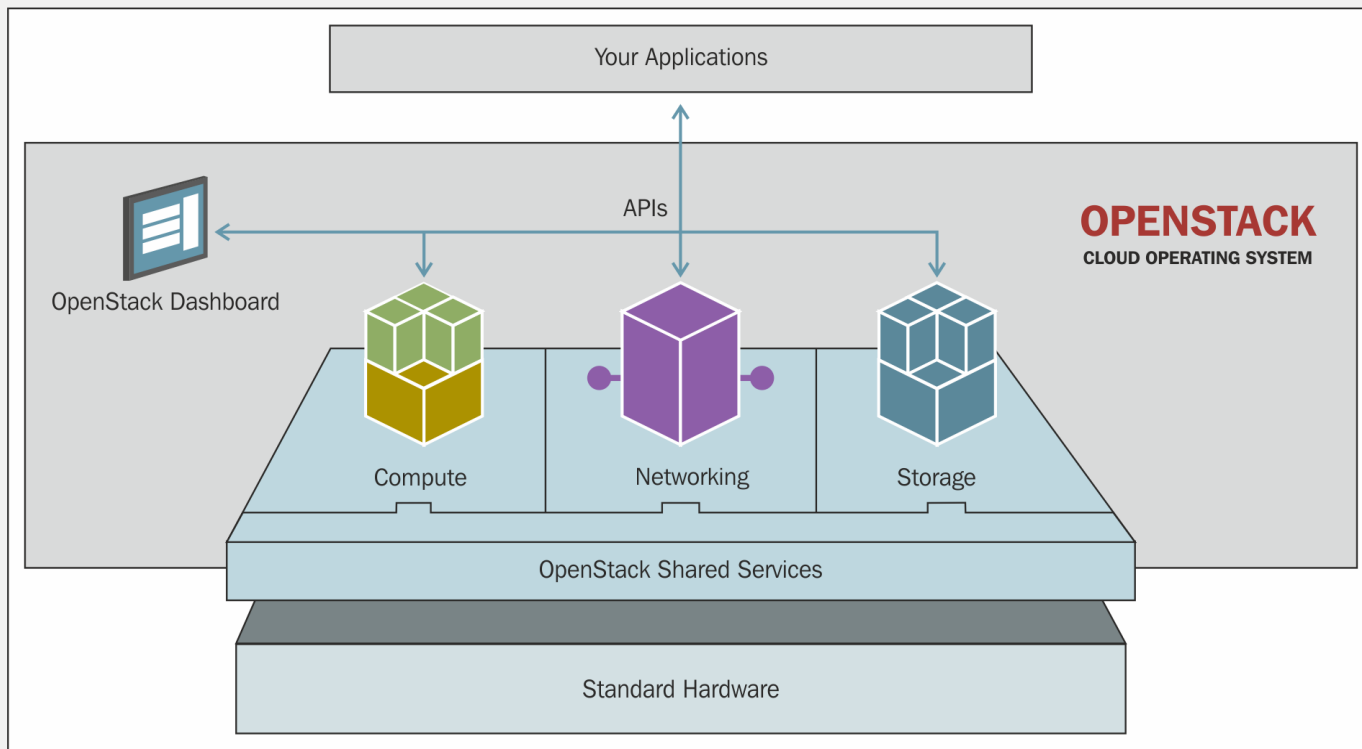 Your Applications
APIs
OPENSTACK
CLOUD OPERATING SYSTEM
OpenStack Dashboard
Compute
Networking
Storage
OpenStack Shared Services
Standard Hardware